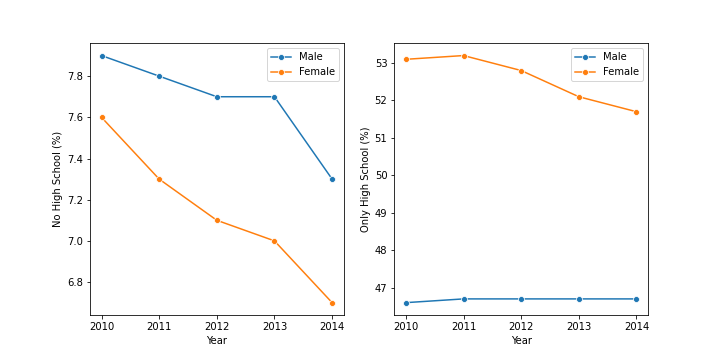 No High School (%)
7.8
7.6
7.4
7.2
7.0
6.8
Male
Female
2010 2011 2012 2013 2014
Year
Only High School (%)
53
52
51
50
49
48
47
Male
Female
2010 2011 2012 2013 2014
Year